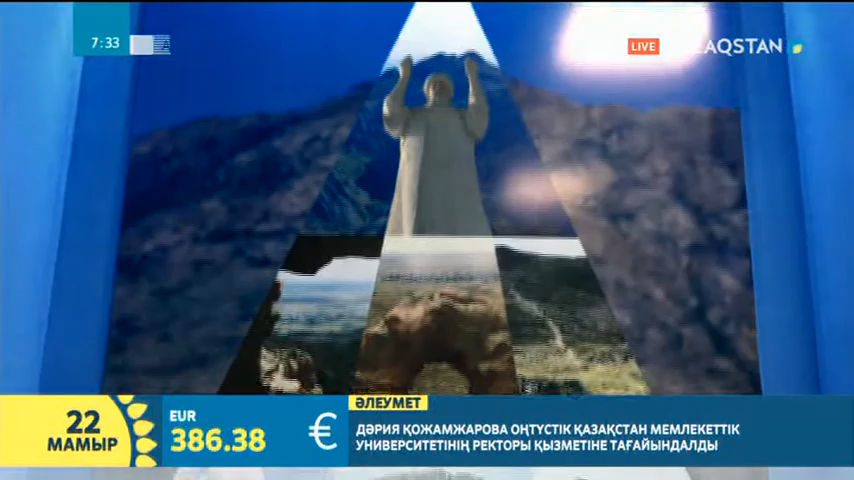 7:33
LIVE
QAZAQSTAN
22
МАМЫР
EUR
386.38
€
ӘЛЕУМЕТ
ДӘРИЯ ҚОЖАМЖАРОВА ОҢТҮСТІК ҚАЗАҚСТАН МЕМЛЕКЕТТІК
УНИВЕРСИТЕТІНІҢ РЕКТОРЫ ҚЫЗМЕТІНЕ ТАҒАЙЫНДАЛДЫ